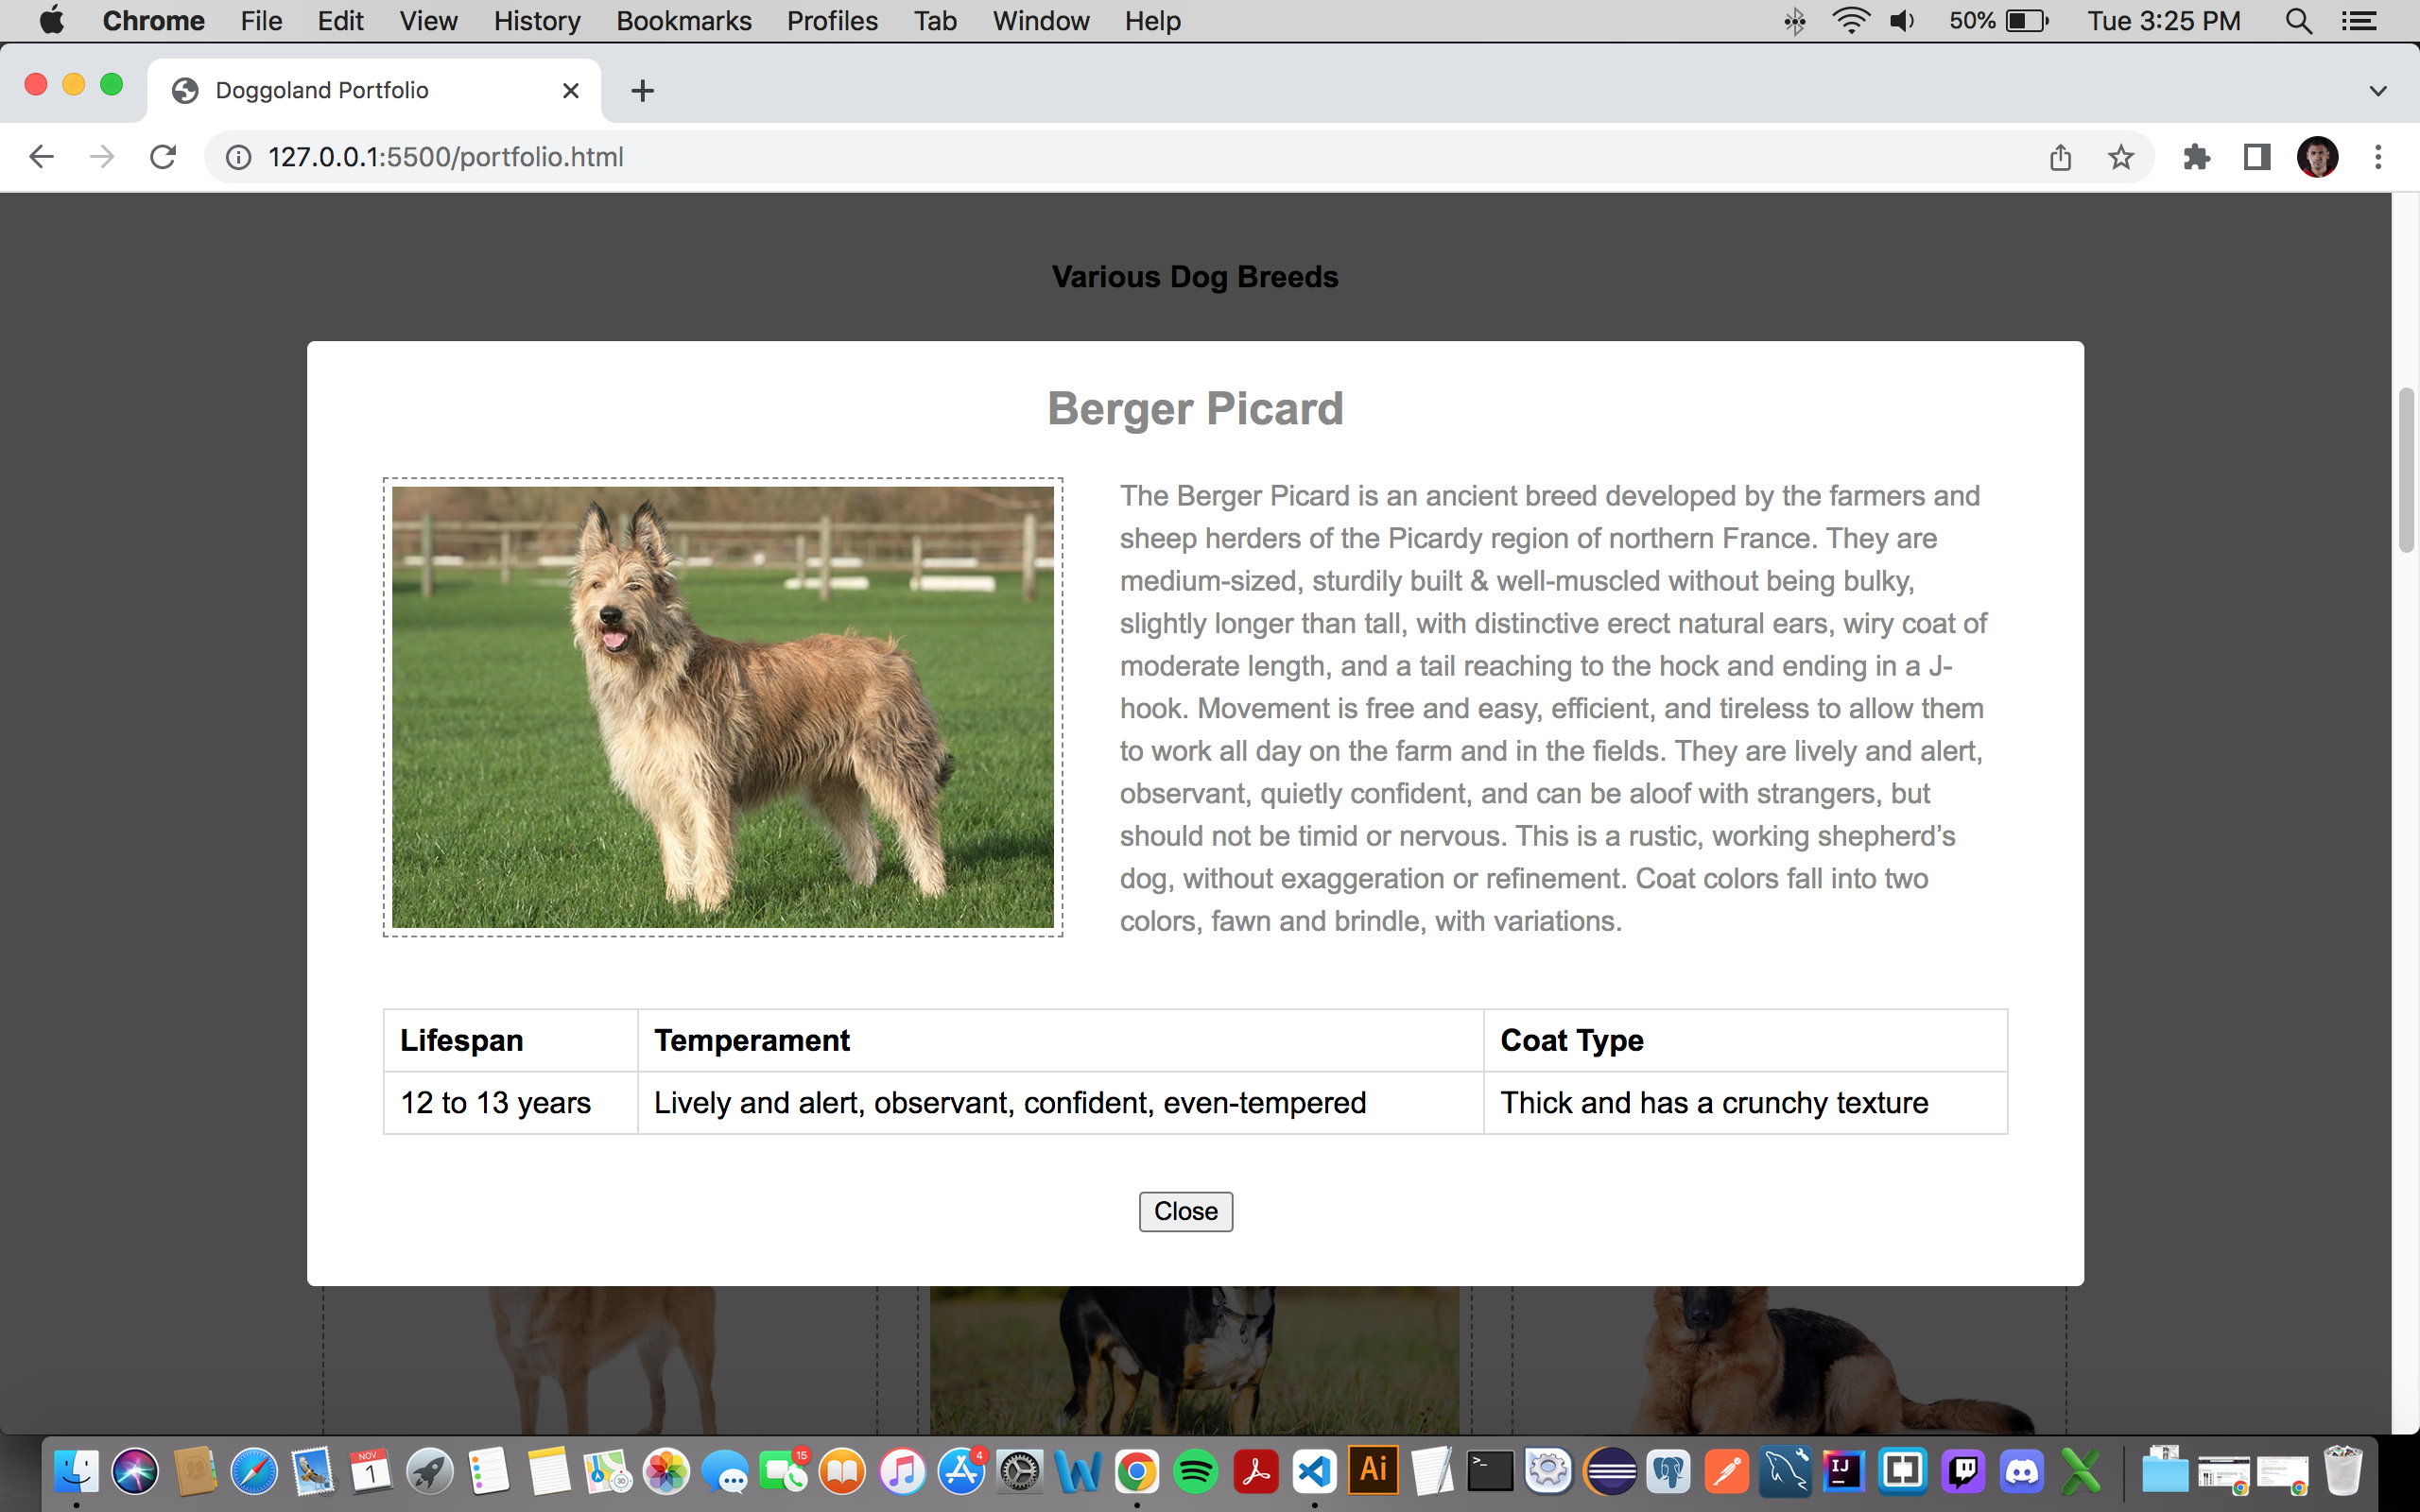 Chrome File Edit View History Bookmarks Profiles Tab Window Help 50% Tue 3:25 PM
Doggoland Portfolio
127.0.0.1:5500/portfolio.html
Various Dog Breeds
Berger Picard
The Berger Picard is an ancient breed developed by the farmers and
sheep herders of the Picardy region of northern France. They are
medium-sized, sturdily built & well-muscled without being bulky,
slightly longer than tall, with distinctive erect natural ears, wiry coat of
moderate length, and a tail reaching to the hock and ending in a J-
hook. Movement is free and easy, efficient, and tireless to allow them
to work all day on the farm and in the fields. They are lively and alert,
observant, quietly confident, and can be aloof with strangers, but
should not be timid or nervous. This is a rustic, working shepherd’s
dog, without exaggeration or refinement. Coat colors fall into two
colors, fawn and brindle, with variations.
Lifespan Temperament Coat Type
12 to 13 years Lively and alert, observant, confident, even-tempered Thick and has a crunchy texture
Close
NOV 1 3D 15 4 Ai >_ IJ